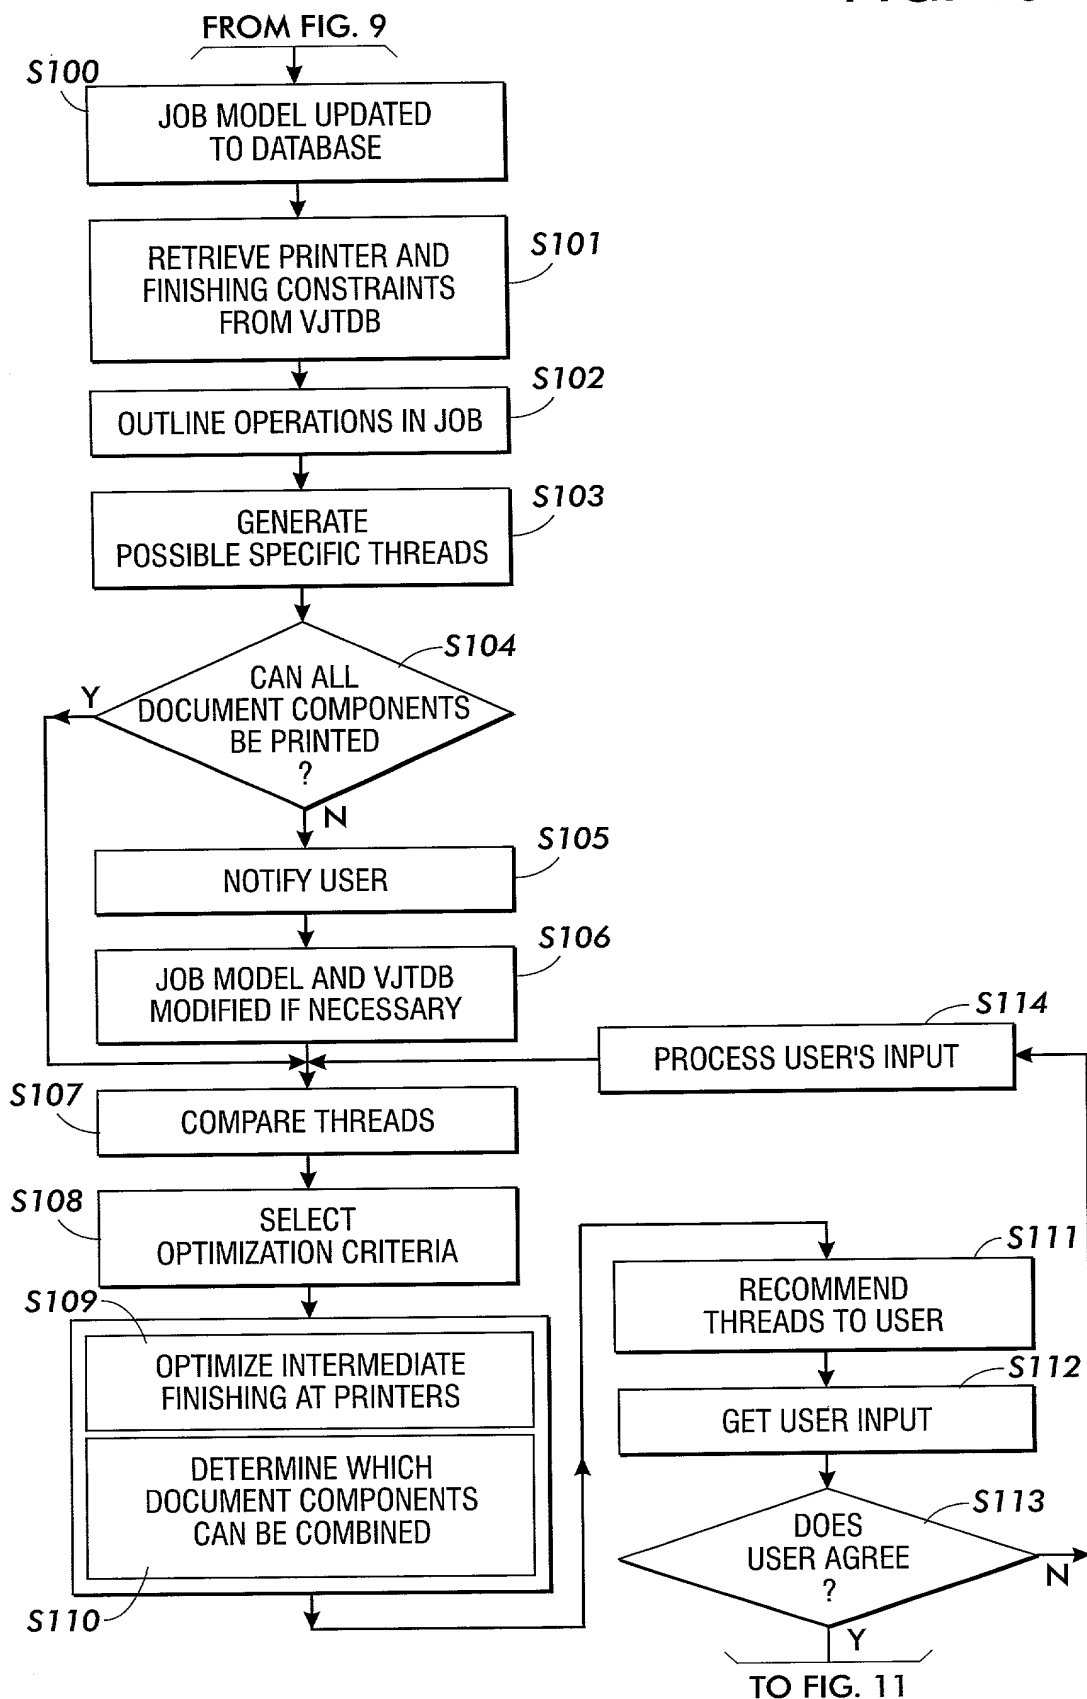 FROM FIG. 9
S100
JOB MODEL UPDATED
TO DATABASE
S101
RETRIEVE PRINTER AND
FINISHING CONSTRAINTS
FROM VJTDB
S102
OUTLINE OPERATIONS IN JOB
S103
GENERATE
POSSIBLE SPECIFIC THREADS
S104
CAN ALL
DOCUMENT COMPONENTS
BE PRINTED
?
Y
N
S105
NOTIFY USER
S106
JOB MODEL AND VJTDB
MODIFIED IF NECESSARY
S114
PROCESS USER'S INPUT
S107
COMPARE THREADS
S108
SELECT
OPTIMIZATION CRITERIA
S109
OPTIMIZE INTERMEDIATE
FINISHING AT PRINTERS
DETERMINE WHICH
DOCUMENT COMPONENTS
CAN BE COMBINED
S110
S111
RECOMMEND
THREADS TO USER
S112
GET USER INPUT
S113
DOES
USER AGREE
?
N
Y
TO FIG. 11